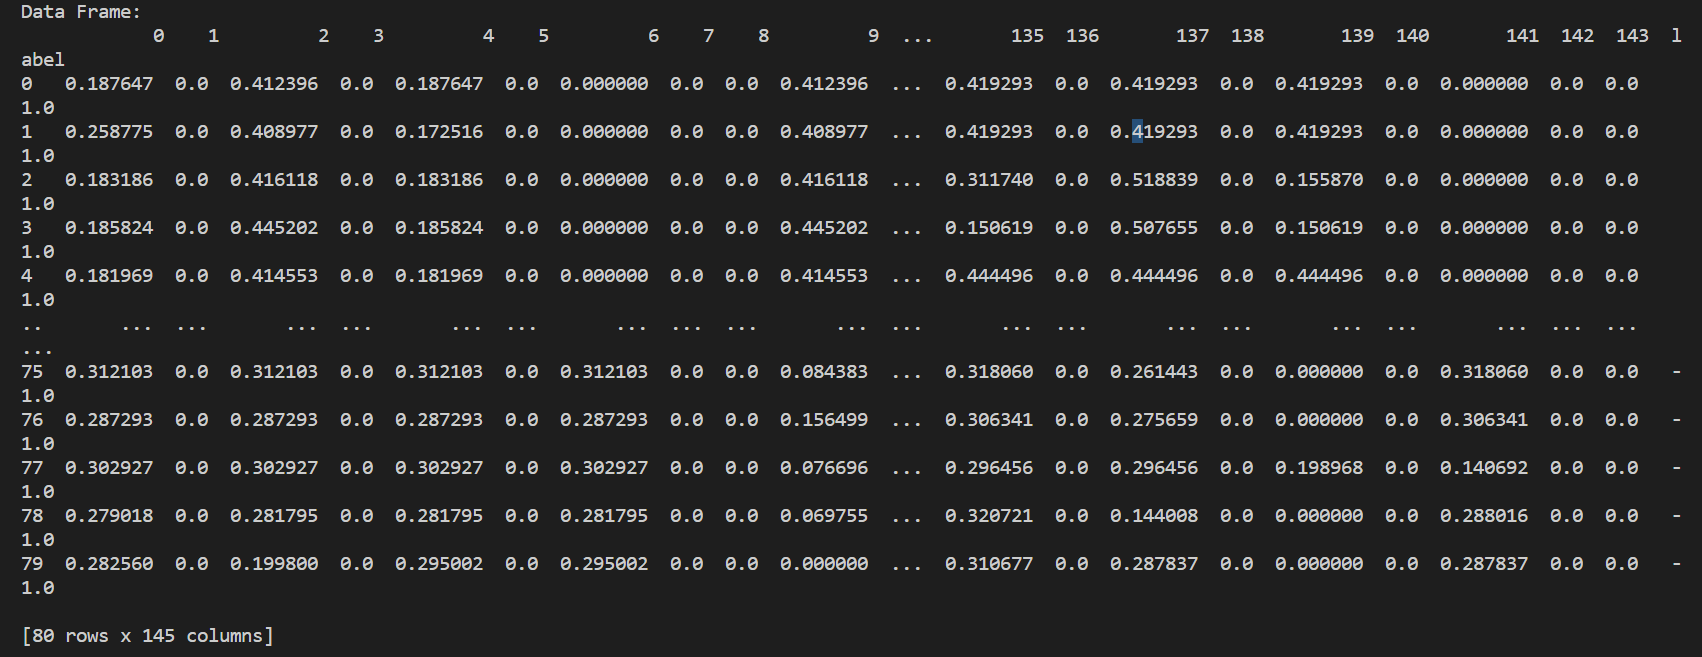 Data Frame:
0 1 2 3 4 5 6 7 8 9 ... 135 136 137 138 139 140 141 142 143 l
abel
0 0.187647 0.0 0.412396 0.0 0.187647 0.0 0.000000 0.0 0.0 0.412396 ... 0.419293 0.0 0.419293 0.0 0.419293 0.0 0.000000 0.0 0.0
1.0
1 0.258775 0.0 0.408977 0.0 0.172516 0.0 0.000000 0.0 0.0 0.408977 ... 0.419293 0.0 0.419293 0.0 0.419293 0.0 0.000000 0.0 0.0
1.0
2 0.183186 0.0 0.416118 0.0 0.183186 0.0 0.000000 0.0 0.0 0.416118 ... 0.311740 0.0 0.518839 0.0 0.155870 0.0 0.000000 0.0 0.0
1.0
3 0.185824 0.0 0.445202 0.0 0.185824 0.0 0.000000 0.0 0.0 0.445202 ... 0.150619 0.0 0.507655 0.0 0.150619 0.0 0.000000 0.0 0.0
1.0
4 0.181969 0.0 0.414553 0.0 0.181969 0.0 0.000000 0.0 0.0 0.414553 ... 0.444496 0.0 0.444496 0.0 0.444496 0.0 0.000000 0.0 0.0
1.0
.. ... ... ... ... ... ... ... ... ... ... ... ... ... ... ... ... ... ... ... ...
...
75 0.312103 0.0 0.312103 0.0 0.312103 0.0 0.312103 0.0 0.0 0.084383 ... 0.318060 0.0 0.261443 0.0 0.000000 0.0 0.318060 0.0 0.0 -
1.0
76 0.287293 0.0 0.287293 0.0 0.287293 0.0 0.287293 0.0 0.0 0.156499 ... 0.306341 0.0 0.275659 0.0 0.000000 0.0 0.306341 0.0 0.0 -
1.0
77 0.302927 0.0 0.302927 0.0 0.302927 0.0 0.302927 0.0 0.0 0.076696 ... 0.296456 0.0 0.296456 0.0 0.198968 0.0 0.140692 0.0 0.0 -
1.0
78 0.279018 0.0 0.281795 0.0 0.281795 0.0 0.281795 0.0 0.0 0.069755 ... 0.320721 0.0 0.144008 0.0 0.000000 0.0 0.288016 0.0 0.0 -
1.0
79 0.282560 0.0 0.199800 0.0 0.295002 0.0 0.295002 0.0 0.0 0.000000 ... 0.310677 0.0 0.287837 0.0 0.000000 0.0 0.287837 0.0 0.0 -
1.0
[80 rows x 145 columns]